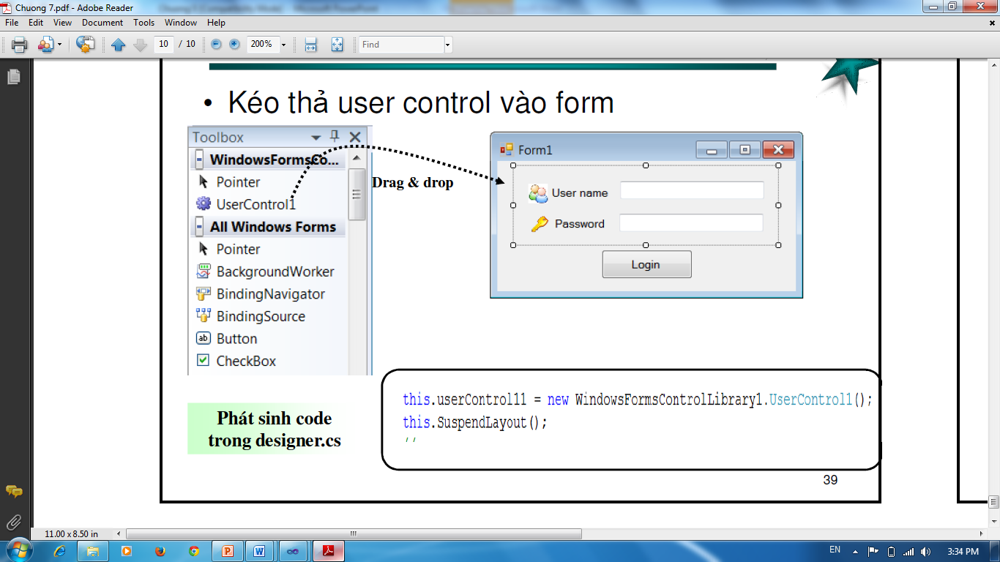 Chuong 7.pdf - Adobe Reader
File Edit View Document Tools Window Help
10 / 10 200% Find
• Kéo thả user control vào form
Toolbox
WindowsFormsCo...
Pointer
UserControl1
All Windows Forms
Pointer
BackgroundWorker
BindingNavigator
BindingSource
Button
CheckBox
Drag & drop
Form1
User name
Password
Login
Phát sinh code
trong designer.cs
this.userControl11 = new WindowsFormsControlLibrary1.UserControl1();
this.SuspendLayout();
39
11.00 x 8.50 in
EN 3:34 PM